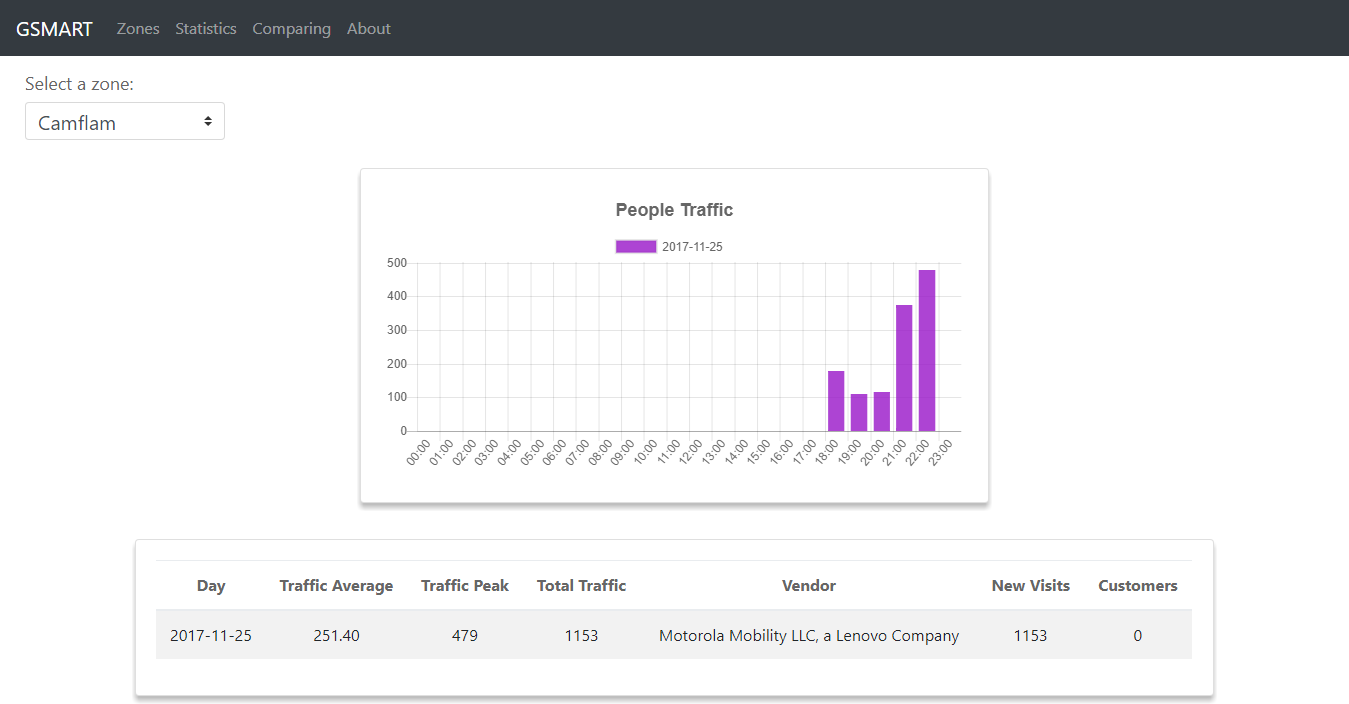 GSMART Zones Statistics Comparing About
Select a zone:
Camflam
People Traffic
2017-11-25
500
400
300
200
100
0
00:00 01:00 02:00 03:00 04:00 05:00 06:00 07:00 08:00 09:00 10:00 11:00 12:00 13:00 14:00 15:00 16:00 17:00 18:00 19:00 20:00 21:00 22:00 23:00
Day Traffic Average Traffic Peak Total Traffic Vendor New Visits Customers
2017-11-25 251.40 479 1153 Motorola Mobility LLC, a Lenovo Company 1153 0